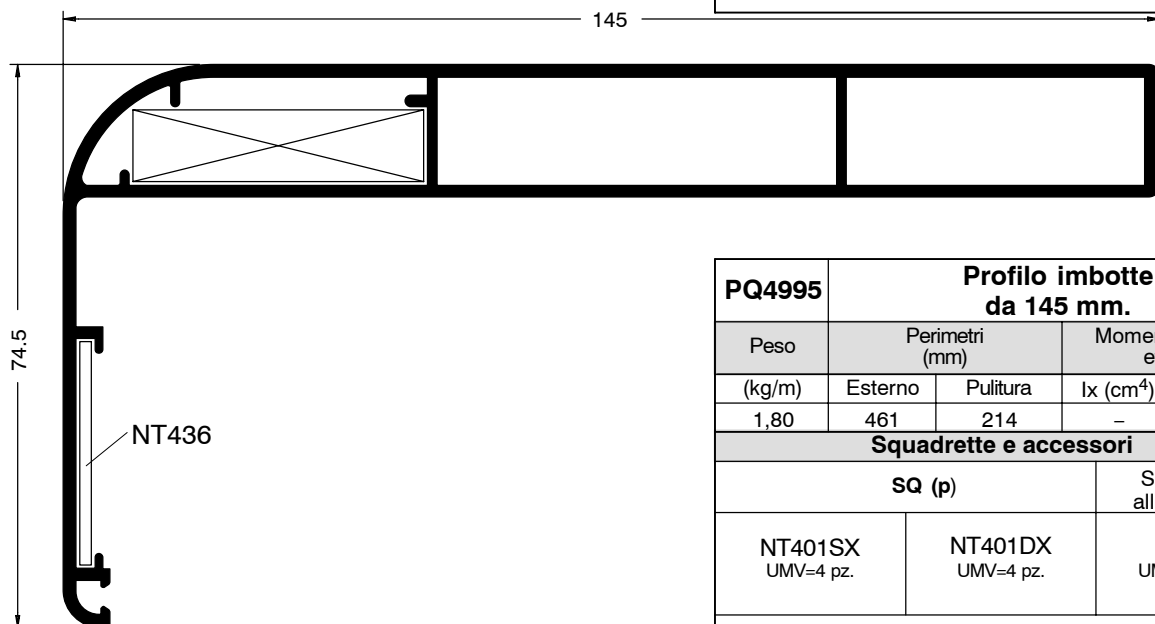 145
74.5
NT436
PQ4995
Profilo imbotte
da 145 mm.
Peso
Perimetri
(mm)
(kg/m)
Esterno
Pulitura
Ix (cm4)
1,80
461
214
–
Squadrette e accessori
SQ (p)
NT401SX
UMV=4 pz.
NT401DX
UMV=4 pz.